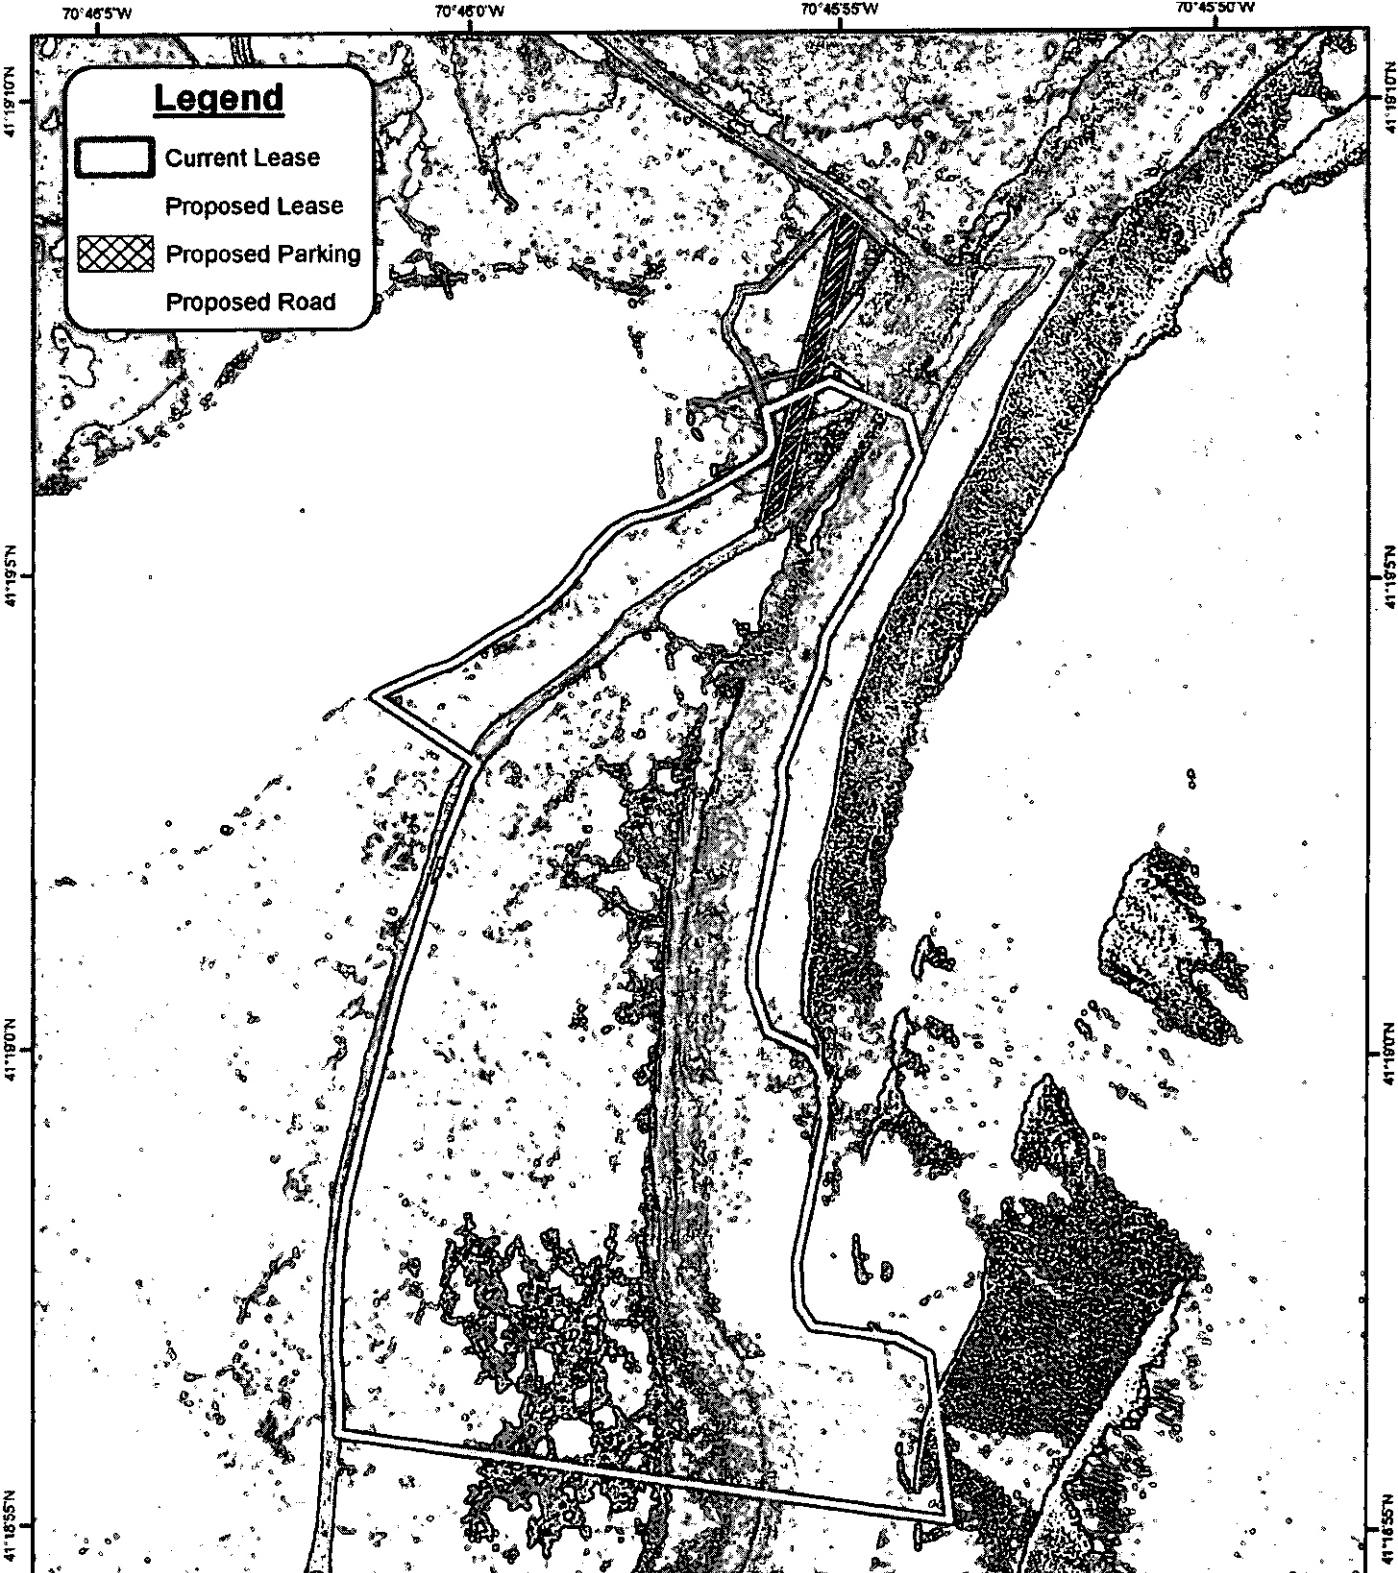 70°46'5"W
70°46'0"W
70°45'55"W
70°45'50"W
41°19'10"N
41°19'10"N
Legend
Current Lease
Proposed Lease
Proposed Parking
Proposed Road
41°19'5"N
41°19'5"N
41°19'0"N
41°19'0"N
41°18'55"N
41°18'55"N